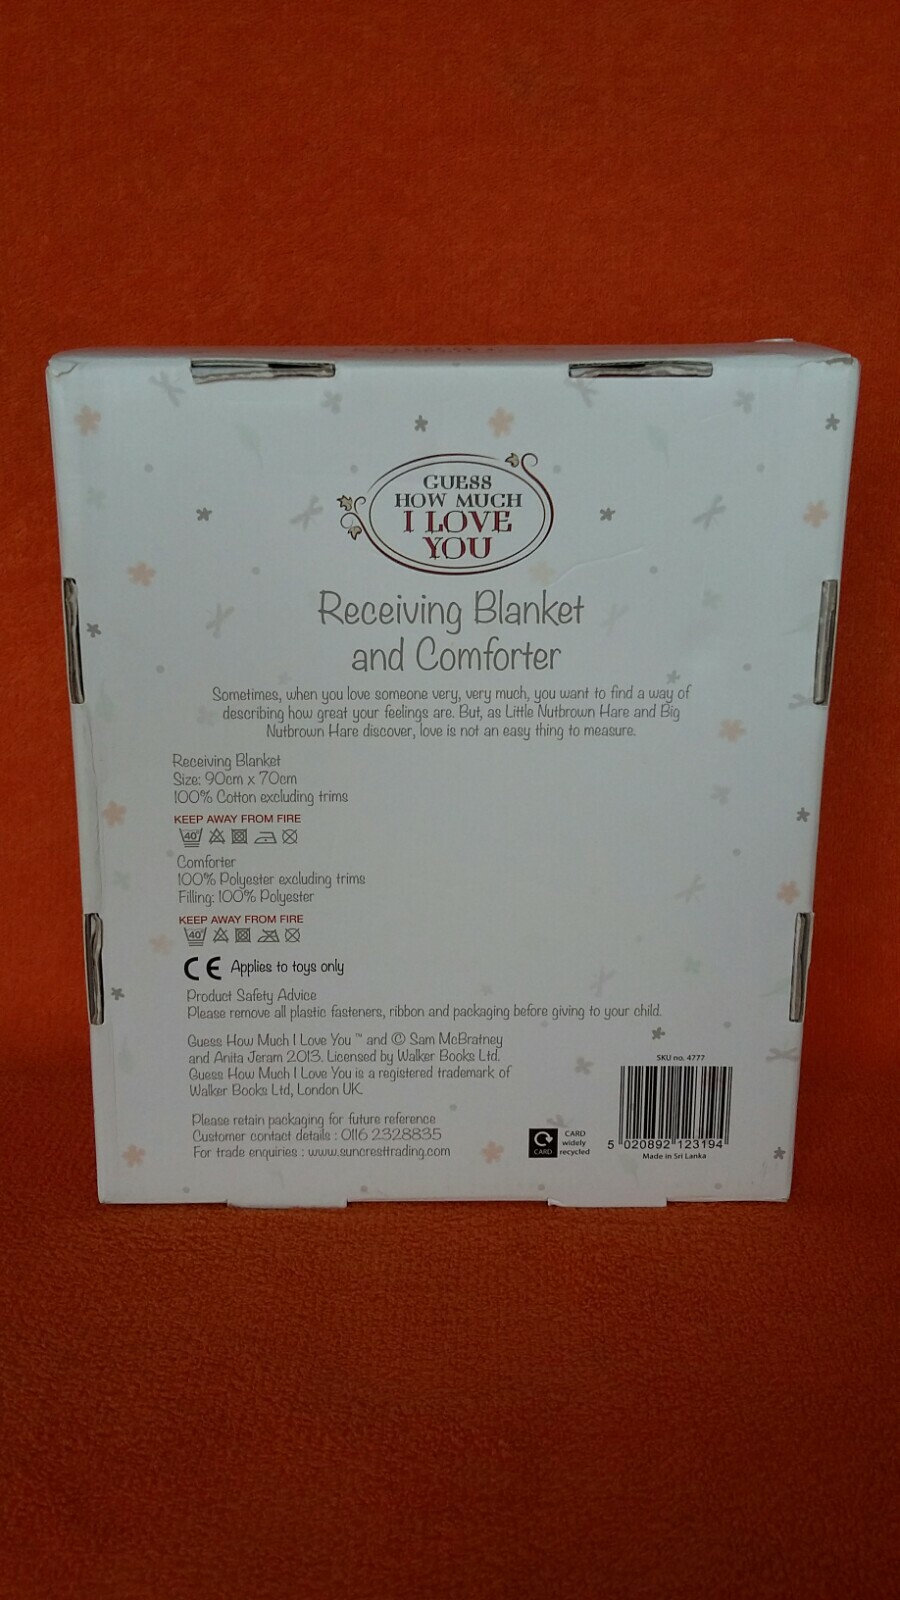 GUESS
HOW MUCH
I LOVE
YOU
Receiving Blanket
and Comforter
Sometimes, when you love someone very, very much, you want to find a way of
describing how great your feelings are. But, as Little Nutbrown Hare and Big
Nutbrown Hare discover, love is not an easy thing to measure.
Receiving Blanket
Size: 90cm x 70cm
100% Cotton excluding trims
KEEP AWAY FROM FIRE
40°
Comforter
100% Polyester excluding trims
Filling: 100% Polyester
KEEP AWAY FROM FIRE
40°
CE Applies to toys only
Product Safety Advice
Please remove all plastic fasteners, ribbon and packaging before giving to your child.
Guess How Much I Love You ™ and © Sam McBratney
and Anita Jeram 2013. Licensed by Walker Books Ltd.
Guess How Much I Love You is a registered trademark of
Walker Books Ltd, London UK.
Please retain packaging for future reference
Customer contact details : 0116 2328835
For trade enquiries : www.suncresttrading.com
CARD
CARD
widely
recycled
SKU no. 4777
5 020892 123194
Made in Sri Lanka